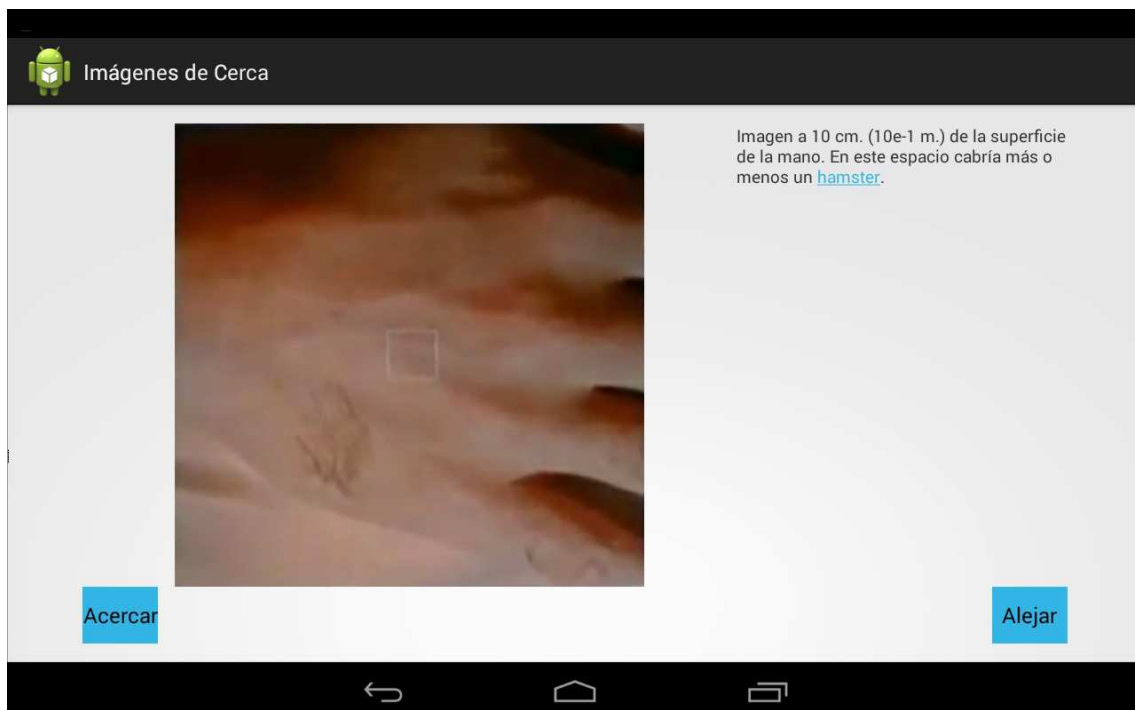 Imágenes de Cerca
Imagen a 10 cm. (10e-1 m.) de la superficie
de la mano. En este espacio cabría más o
menos un hamster.
Acercar
Alejar